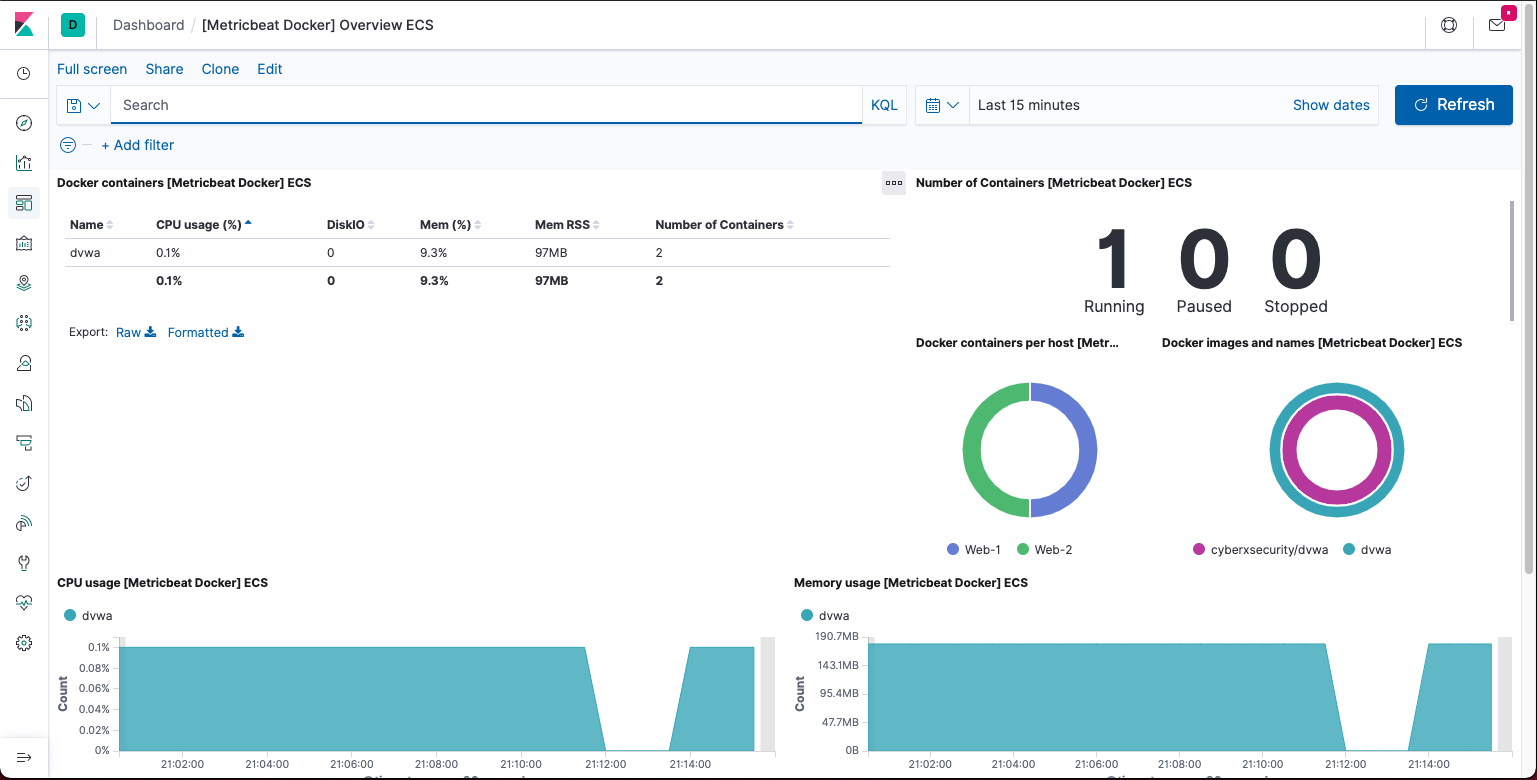 D
Dashboard / [Metricbeat Docker] Overview ECS
Full screen Share Clone Edit
Search
KQL
Last 15 minutes
Show dates
Refresh
+ Add filter
Docker containers [Metricbeat Docker] ECS
Name CPU usage (%) DiskIO Mem (%) Mem RSS Number of Containers
dvwa 0.1% 0 9.3% 97MB 2
0.1% 0 9.3% 97MB 2
Export: Raw Formatted
Number of Containers [Metricbeat Docker] ECS
1 0 0
Running Paused Stopped
Docker containers per host [Metr...
Web-1 Web-2
Docker images and names [Metricbeat Docker] ECS
cyberxsecurity/dvwa dvwa
CPU usage [Metricbeat Docker] ECS
dvwa
Count
0.1%
0.08%
0.06%
0.04%
0.02%
0%
21:02:00 21:04:00 21:06:00 21:08:00 21:10:00 21:12:00 21:14:00
Memory usage [Metricbeat Docker] ECS
dvwa
Count
190.7MB
143.1MB
95.4MB
47.7MB
0B
21:02:00 21:04:00 21:06:00 21:08:00 21:10:00 21:12:00 21:14:00